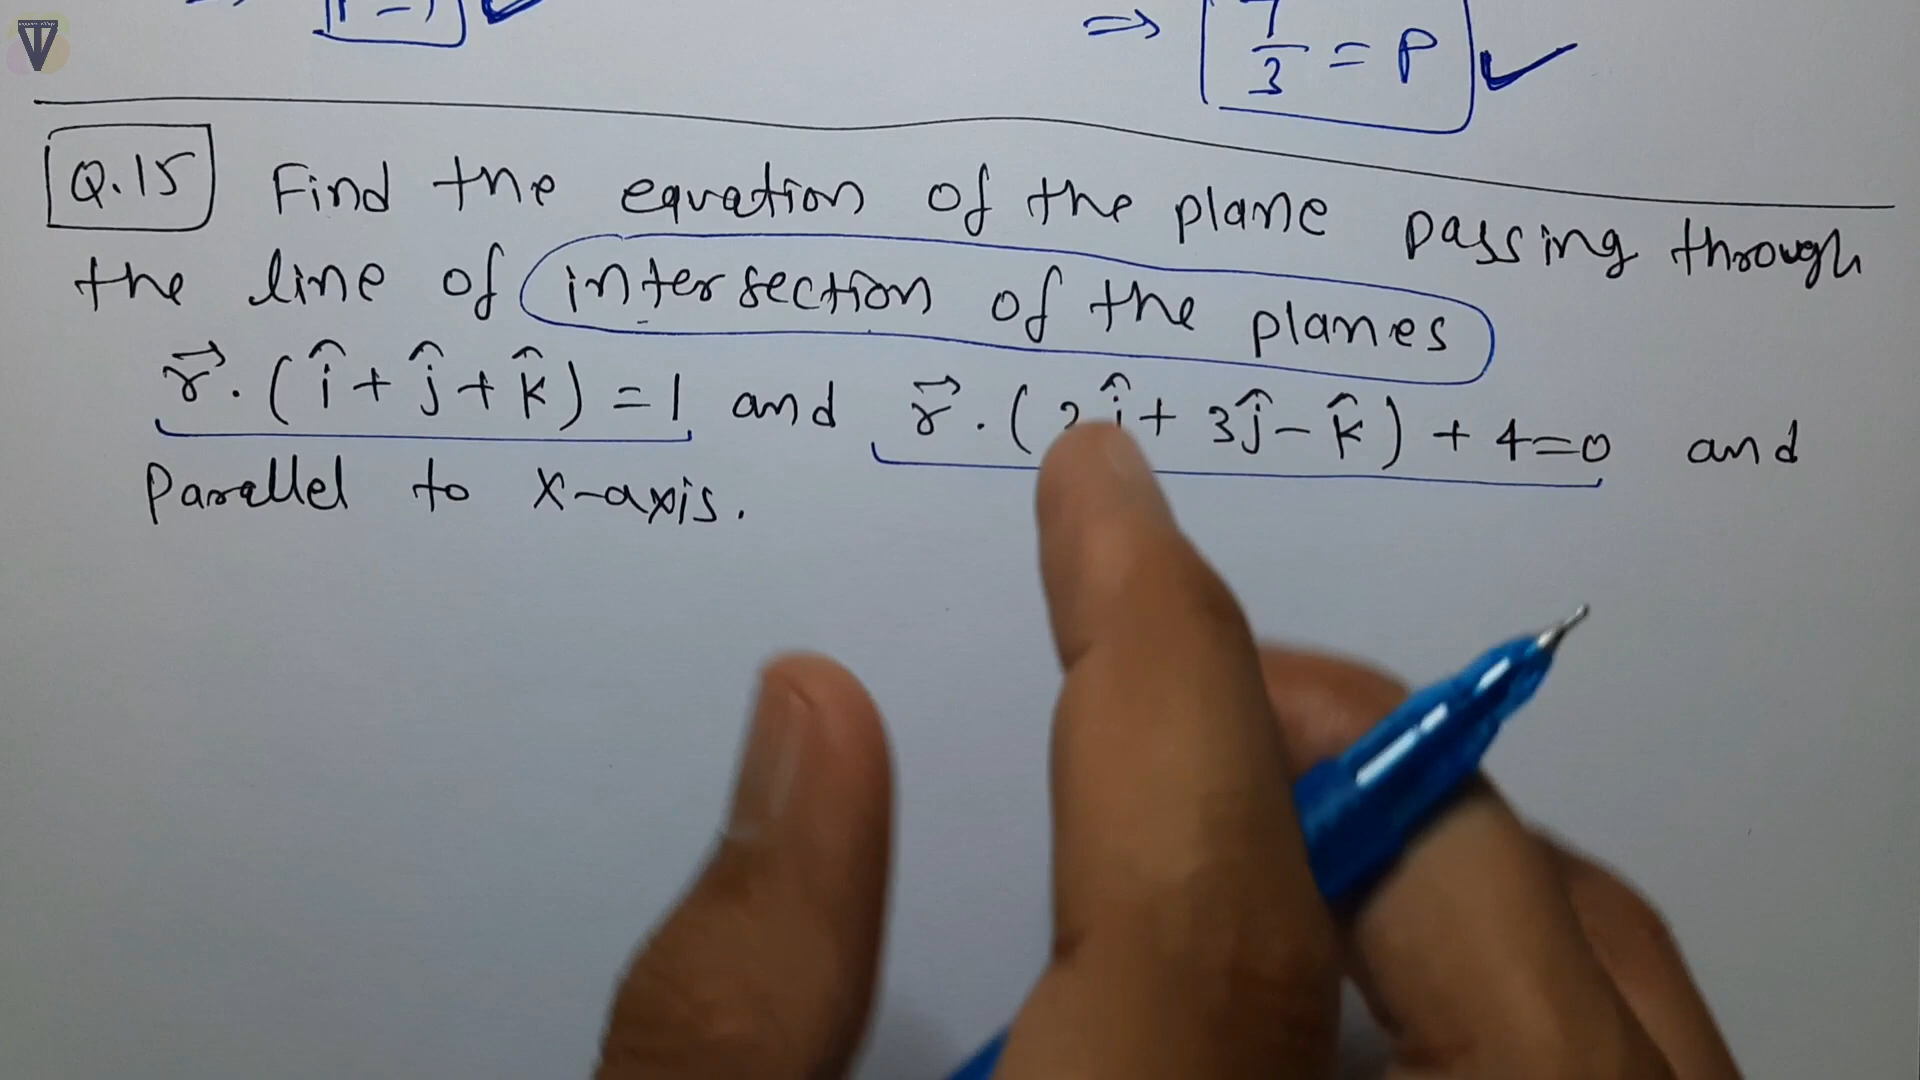 ⇒ 7/3 = P ✓
Q.15 Find the equation of the plane passing through
the line of intersection of the planes
r⃗.(î+ĵ+k̂)=1 and r⃗.(2î+3ĵ-k̂)+4=0 and
Parallel to x-axis.